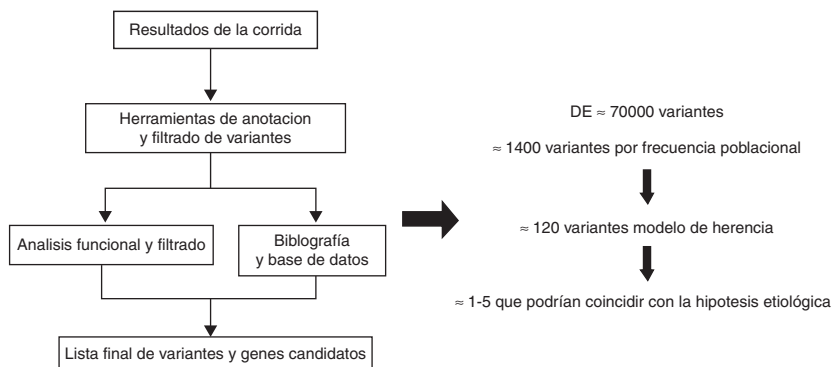 Resultados de la corrida
Herramientas de anotacion
y filtrado de variantes
Analisis funcional y filtrado
Biblografía
y base de datos
Lista final de variantes y genes candidatos
DE ≈ 70000 variantes
≈ 1400 variantes por frecuencia poblacional
≈ 120 variantes modelo de herencia
≈ 1-5 que podrían coincidir con la hipotesis etiológica